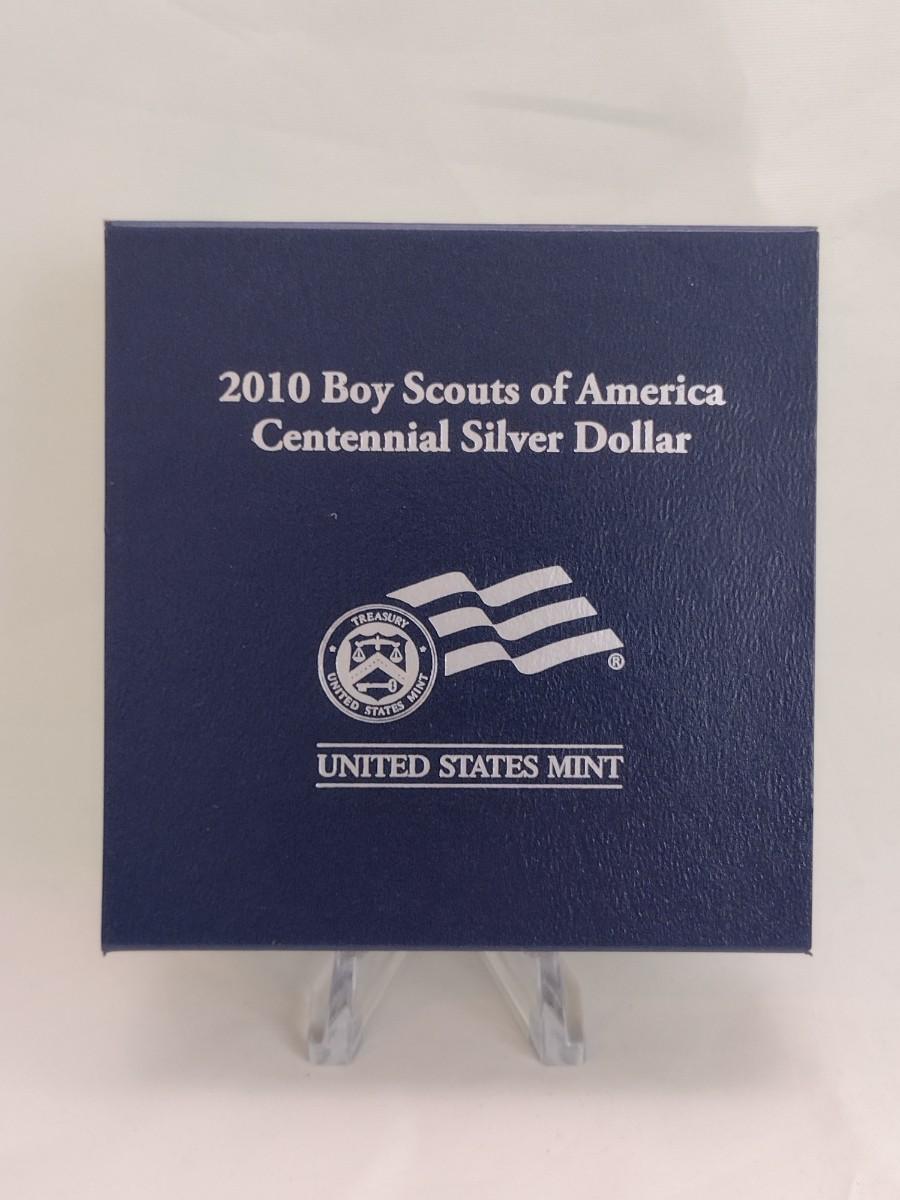 2010 Boy Scouts of America
Centennial Silver Dollar
TREASURY
UNITED STATES MINT
®
UNITED STATES MINT